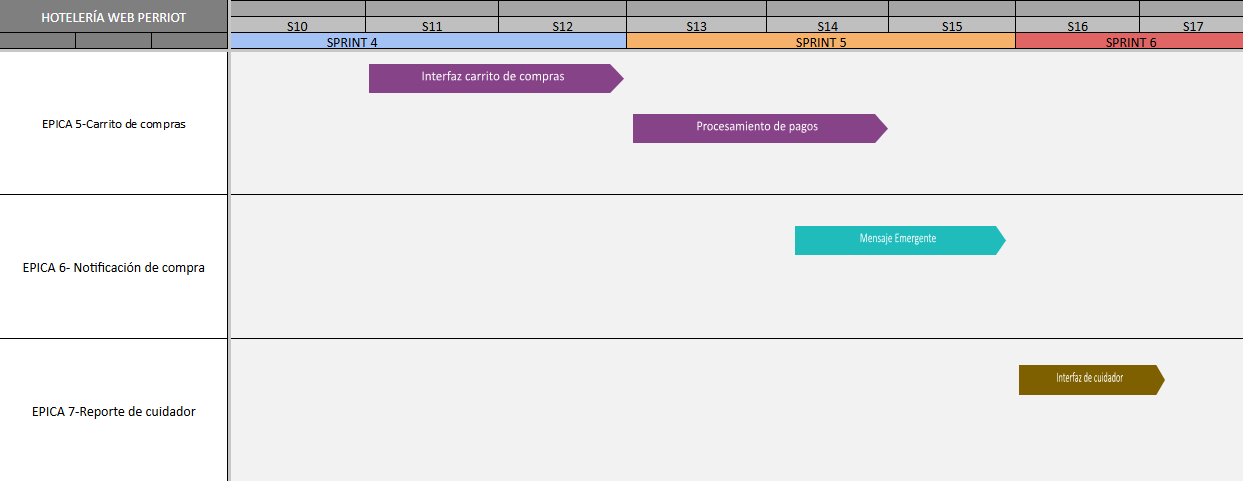 HOTELERÍA WEB PERRIOT
S10 S11 S12 S13 S14 S15 S16 S17
SPRINT 4 SPRINT 5 SPRINT 6
Interfaz carrito de compras
EPICA 5-Carrito de compras
Procesamiento de pagos
Mensaje Emergente
EPICA 6- Notificación de compra
Interfaz de cuidador
EPICA 7-Reporte de cuidador